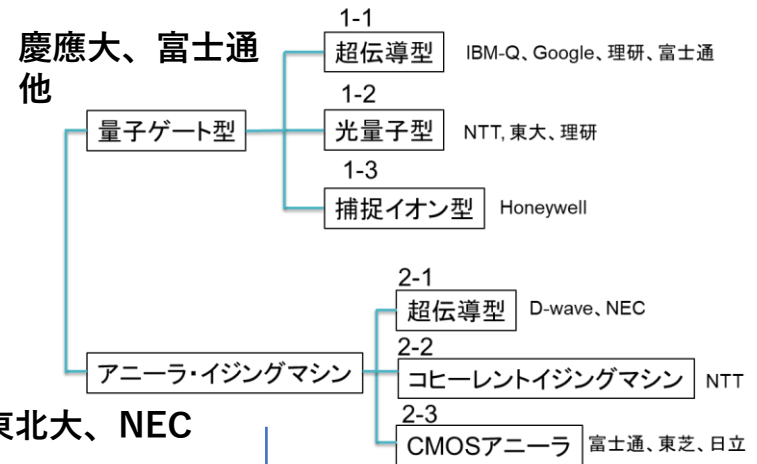 慶應大、富士通
他
量子ゲート型
1-1
超伝導型 IBM-Q、Google、理研、富士通
1-2
光量子型 NTT, 東大、理研
1-3
捕捉イオン型 Honeywell
アニーラ・イジングマシン
2-1
超伝導型 D-wave、NEC
2-2
コヒーレントイジングマシン NTT
2-3
CMOSアニーラ 富士通、東芝、日立
東北大、NEC